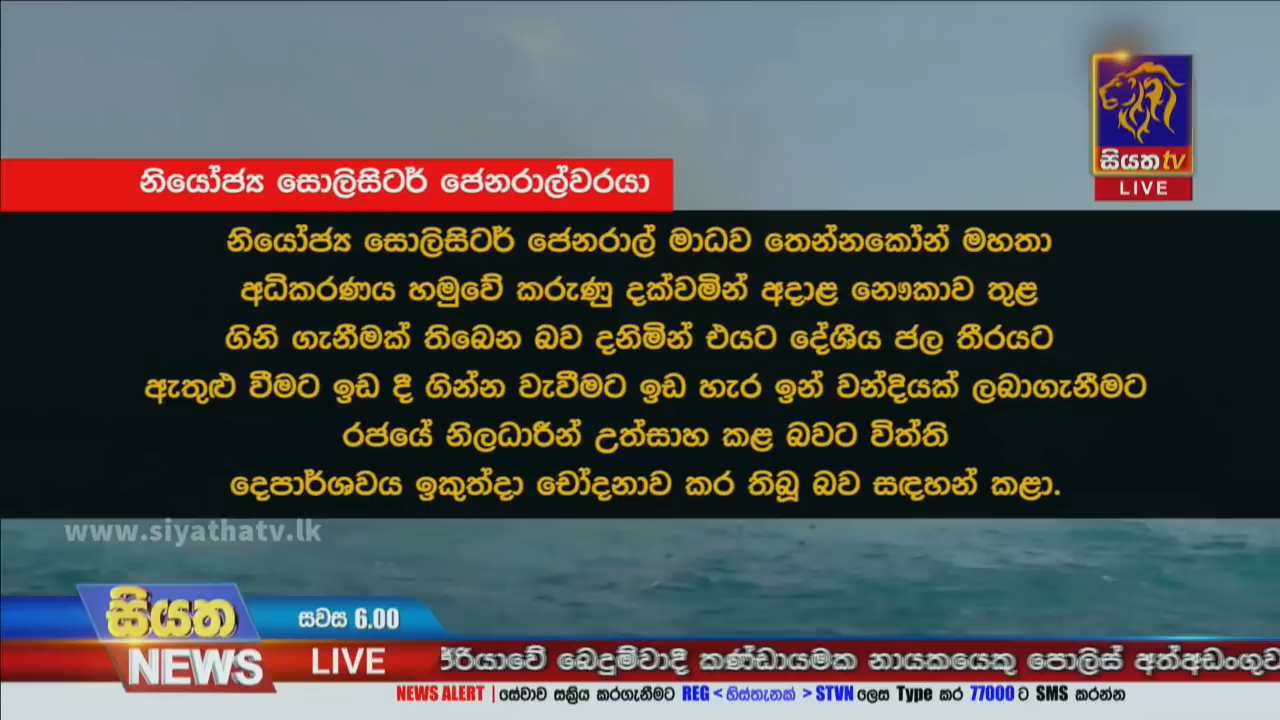 සියත tv
LIVE
නියෝජ්‍ය සොලිසිටර් ජෙනරාල්වරයා
නියෝජ්‍ය සොලිසිටර් ජෙනරාල් මාධව තෙන්නකෝන් මහතා
අධිකරණය හමුවේ කරුණු දක්වමින් අදාළ නෞකාව තුළ
ගිනි ගැනීමක් තිබෙන බව දනිමින් එයට දේශීය ජල තීරයට
ඇතුළු වීමට ඉඩ දී ගින්න වැවීමට ඉඩ හැර ඉන් වන්දියක් ලබාගැනීමට
රජයේ නිලධාරීන් උත්සාහ කළ බවට විත්ති
දෙපාර්ශවය ඉකුත්දා චෝදනාව කර තිබූ බව සඳහන් කළා.
www.siyathatv.lk
සියත
NEWS
සවස 6.00
LIVE
බෙදුම්වාදී කණ්ඩායමක නායකයෙකු පොලිස්
NEWS ALERT | සේවාව සක්‍රිය කරගැනීමට REG < හිස්තැනක් > STVN ලෙස Type කර 77000 ට SMS කරන්න